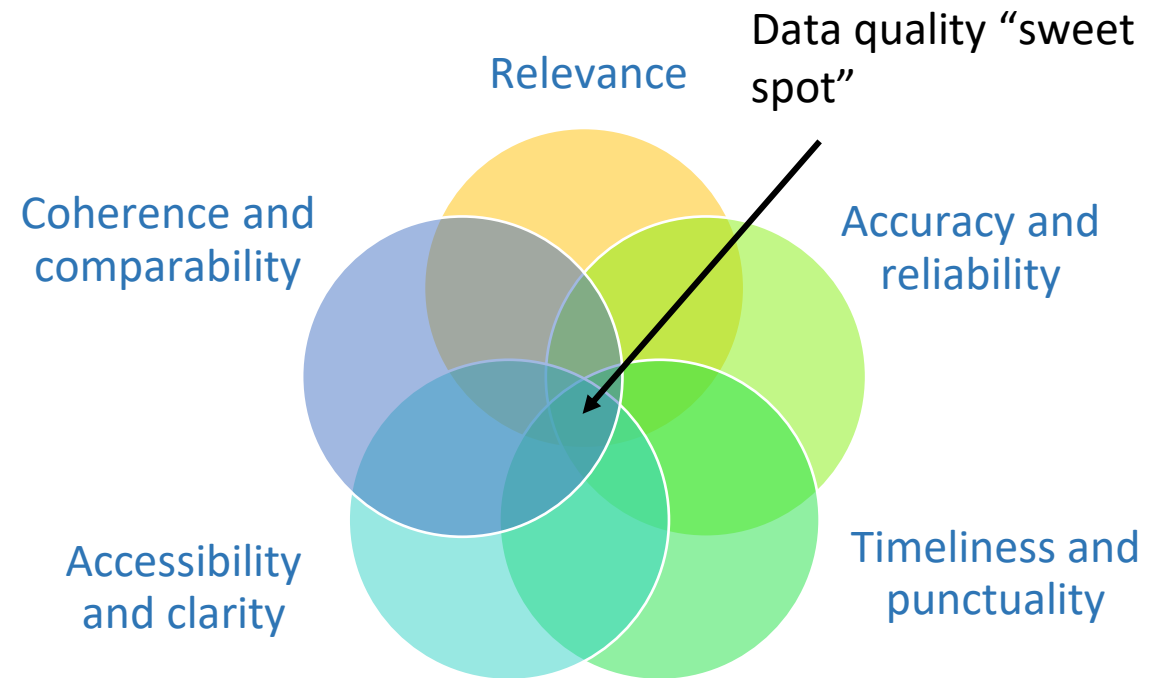 Data quality “sweet
spot”
Relevance
Coherence and
comparability
Accuracy and
reliability
Accessibility
and clarity
Timeliness and
punctuality